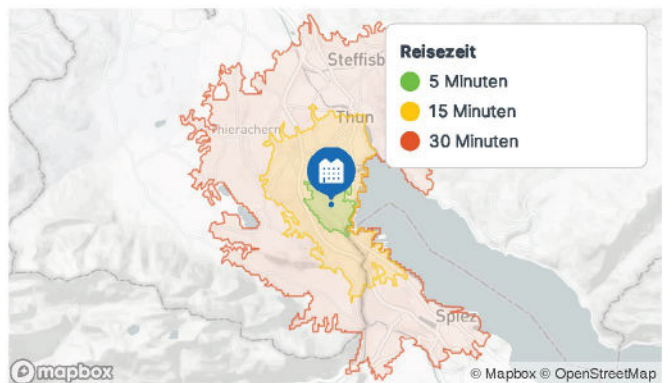 Reisezeit
5 Minuten
15 Minuten
30 Minuten
Steffisb
Thun
Thierachern
Spiez
mapbox
© Mapbox © OpenStreetMap